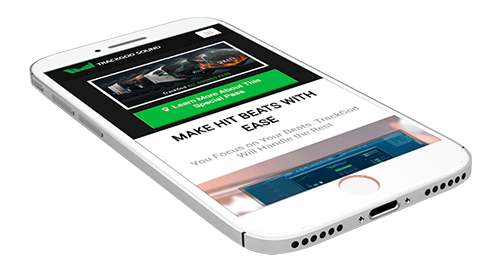 TRACKGOD SOUND
Learn More About This
Special Pass
MAKE HIT BEATS WITH
EASE
You Focus on Your Beats, TrackGod
Will Handle the Rest